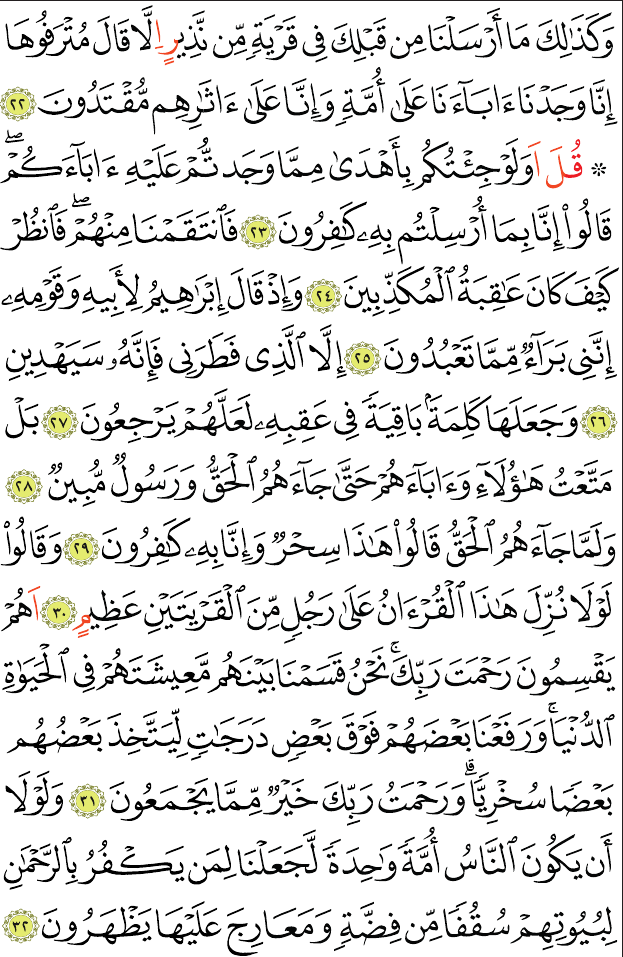 وَكَذَٰلِكَ مَا أَرْسَلْنَا مِن قَبْلِكَ فِي قَرْيَةٍ مِّن نَّذِيرٍ اِلَّا قَالَ مُتْرَفُوهَا
إِنَّا وَجَدْنَا ءَابَآءَنَا عَلَىٰ أُمَّةٍ وَإِنَّا عَلَىٰ ءَاثَٰرِهِم مُّقْتَدُونَ ٢٢
* قُلَ اَوَلَوْ جِئْتُكُم بِأَهْدَىٰ مِمَّا وَجَدتُّمْ عَلَيْهِ ءَابَآءَكُمْۖ
قَالُوٓاْ إِنَّا بِمَا أُرْسِلْتُم بِهِۦ كَٰفِرُونَ ٢٣ فَٱنتَقَمْنَا مِنْهُمْۖ فَٱنظُرْ
كَيْفَ كَانَ عَٰقِبَةُ ٱلْمُكَذِّبِينَ ٢٤ وَإِذْ قَالَ إِبْرَٰهِيمُ لِأَبِيهِ وَقَوْمِهِۦ
إِنَّنِي بَرَآءٌ مِّمَّا تَعْبُدُونَ ٢٥ إِلَّا ٱلَّذِي فَطَرَنِي فَإِنَّهُۥ سَيَهْدِينِ
٢٦ وَجَعَلَهَا كَلِمَةَۢ بَاقِيَةً فِي عَقِبِهِۦ لَعَلَّهُمْ يَرْجِعُونَ ٢٧ بَلْ
مَتَّعْتُ هَٰٓؤُلَآءِ وَءَابَآءَهُمْ حَتَّىٰ جَآءَهُمُ ٱلْحَقُّ وَرَسُولٌ مُّبِينٌ ٢٨
وَلَمَّا جَآءَهُمُ ٱلْحَقُّ قَالُواْ هَٰذَا سِحْرٌ وَإِنَّا بِهِۦ كَٰفِرُونَ ٢٩ وَقَالُواْ
لَوْلَا نُزِّلَ هَٰذَا ٱلْقُرْءَانُ عَلَىٰ رَجُلٍ مِّنَ ٱلْقَرْيَتَيْنِ عَظِيمٍ ٣٠ اَهُمْ
يَقْسِمُونَ رَحْمَتَ رَبِّكَۚ نَحْنُ قَسَمْنَا بَيْنَهُم مَّعِيشَتَهُمْ فِي ٱلْحَيَوٰةِ
ٱلدُّنْيَاۚ وَرَفَعْنَا بَعْضَهُمْ فَوْقَ بَعْضٍ دَرَجَٰتٍ لِّيَتَّخِذَ بَعْضُهُم
بَعْضًا سُخْرِيًّاۗ وَرَحْمَتُ رَبِّكَ خَيْرٌ مِّمَّا يَجْمَعُونَ ٣١ وَلَوْلَا
أَن يَكُونَ ٱلنَّاسُ أُمَّةً وَٰحِدَةً لَّجَعَلْنَا لِمَن يَكْفُرُ بِٱلرَّحْمَٰنِ
لِبُيُوتِهِمْ سُقُفًا مِّن فِضَّةٍ وَمَعَارِجَ عَلَيْهَا يَظْهَرُونَ ٣٢